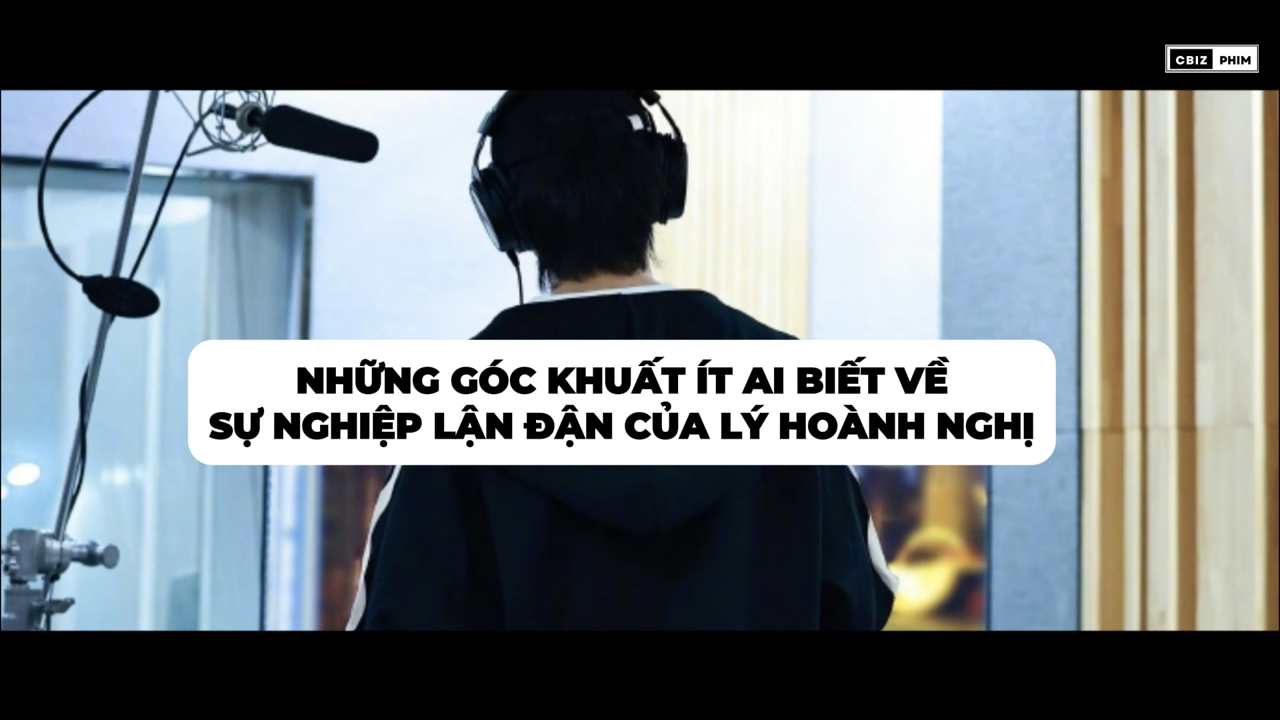 CBIZ PHIM
NHỮNG GÓC KHUẤT ÍT AI BIẾT VỀ
SỰ NGHIỆP LẬN ĐẬN CỦA LÝ HOÀNH NGHỊ